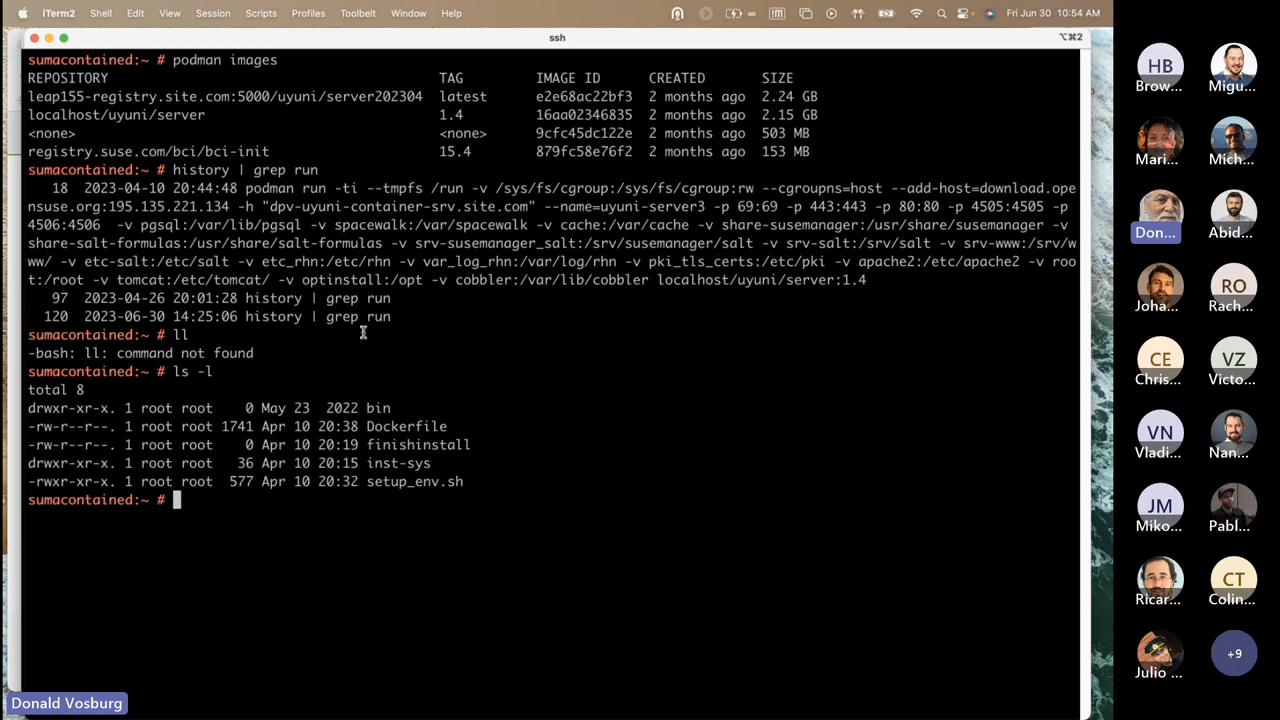 iTerm2 Shell Edit View Session Scripts Profiles Toolbelt Window Help
Fri Jun 30 10:54 AM
ssh
⌥⌘2
sumacontained:~ # podman images
REPOSITORY TAG IMAGE ID CREATED SIZE
leap155-registry.site.com:5000/uyuni/server202304 latest e2e68ac22bf3 2 months ago 2.24 GB
localhost/uyuni/server 1.4 16aa02346835 2 months ago 2.15 GB
<none> <none> 9cfc45dc122e 2 months ago 503 MB
registry.suse.com/bci/bci-init 15.4 879fc58e76f2 2 months ago 153 MB
sumacontained:~ # history | grep run
18 2023-04-10 20:44:48 podman run -ti --tmpfs /run -v /sys/fs/cgroup:/sys/fs/cgroup:rw --cgroupns=host --add-host=download.ope
nsuse.org:195.135.221.134 -h "dpv-uyuni-container-srv.site.com" --name=uyuni-server3 -p 69:69 -p 443:443 -p 80:80 -p 4505:4505 -p
4506:4506 -v pgsql:/var/lib/pgsql -v spacewalk:/var/spacewalk -v cache:/var/cache -v share-susemanager:/usr/share/susemanager -v
share-salt-formulas:/usr/share/salt-formulas -v srv-susemanager_salt:/srv/susemanager/salt -v srv-salt:/srv/salt -v srv-www:/srv/w
ww/ -v etc-salt:/etc/salt -v etc_rhn:/etc/rhn -v var_log_rhn:/var/log/rhn -v pki_tls_certs:/etc/pki -v apache2:/etc/apache2 -v roo
t:/root -v tomcat:/etc/tomcat/ -v optinstall:/opt -v cobbler:/var/lib/cobbler localhost/uyuni/server:1.4
97 2023-04-26 20:01:28 history | grep run
120 2023-06-30 14:25:06 history | grep run
sumacontained:~ # ll
-bash: ll: command not found
sumacontained:~ # ls -l
total 8
drwxr-xr-x. 1 root root 0 May 23 2022 bin
-rw-r--r--. 1 root root 1741 Apr 10 20:38 Dockerfile
-rw-r--r--. 1 root root 0 Apr 10 20:19 finishinstall
drwxr-xr-x. 1 root root 36 Apr 10 20:15 inst-sys
-rwxr-xr-x. 1 root root 577 Apr 10 20:32 setup_env.sh
sumacontained:~ #
Donald Vosburg
HB
Brow... Migu...
Mari... Mich...
Don... Abid...
RO
Joha... Rach...
CE VZ
Chris... Victo...
VN
Vladi... Nan...
JM
Miko... Pabl...
CT
Ricar... Colin...
+9
Julio ...